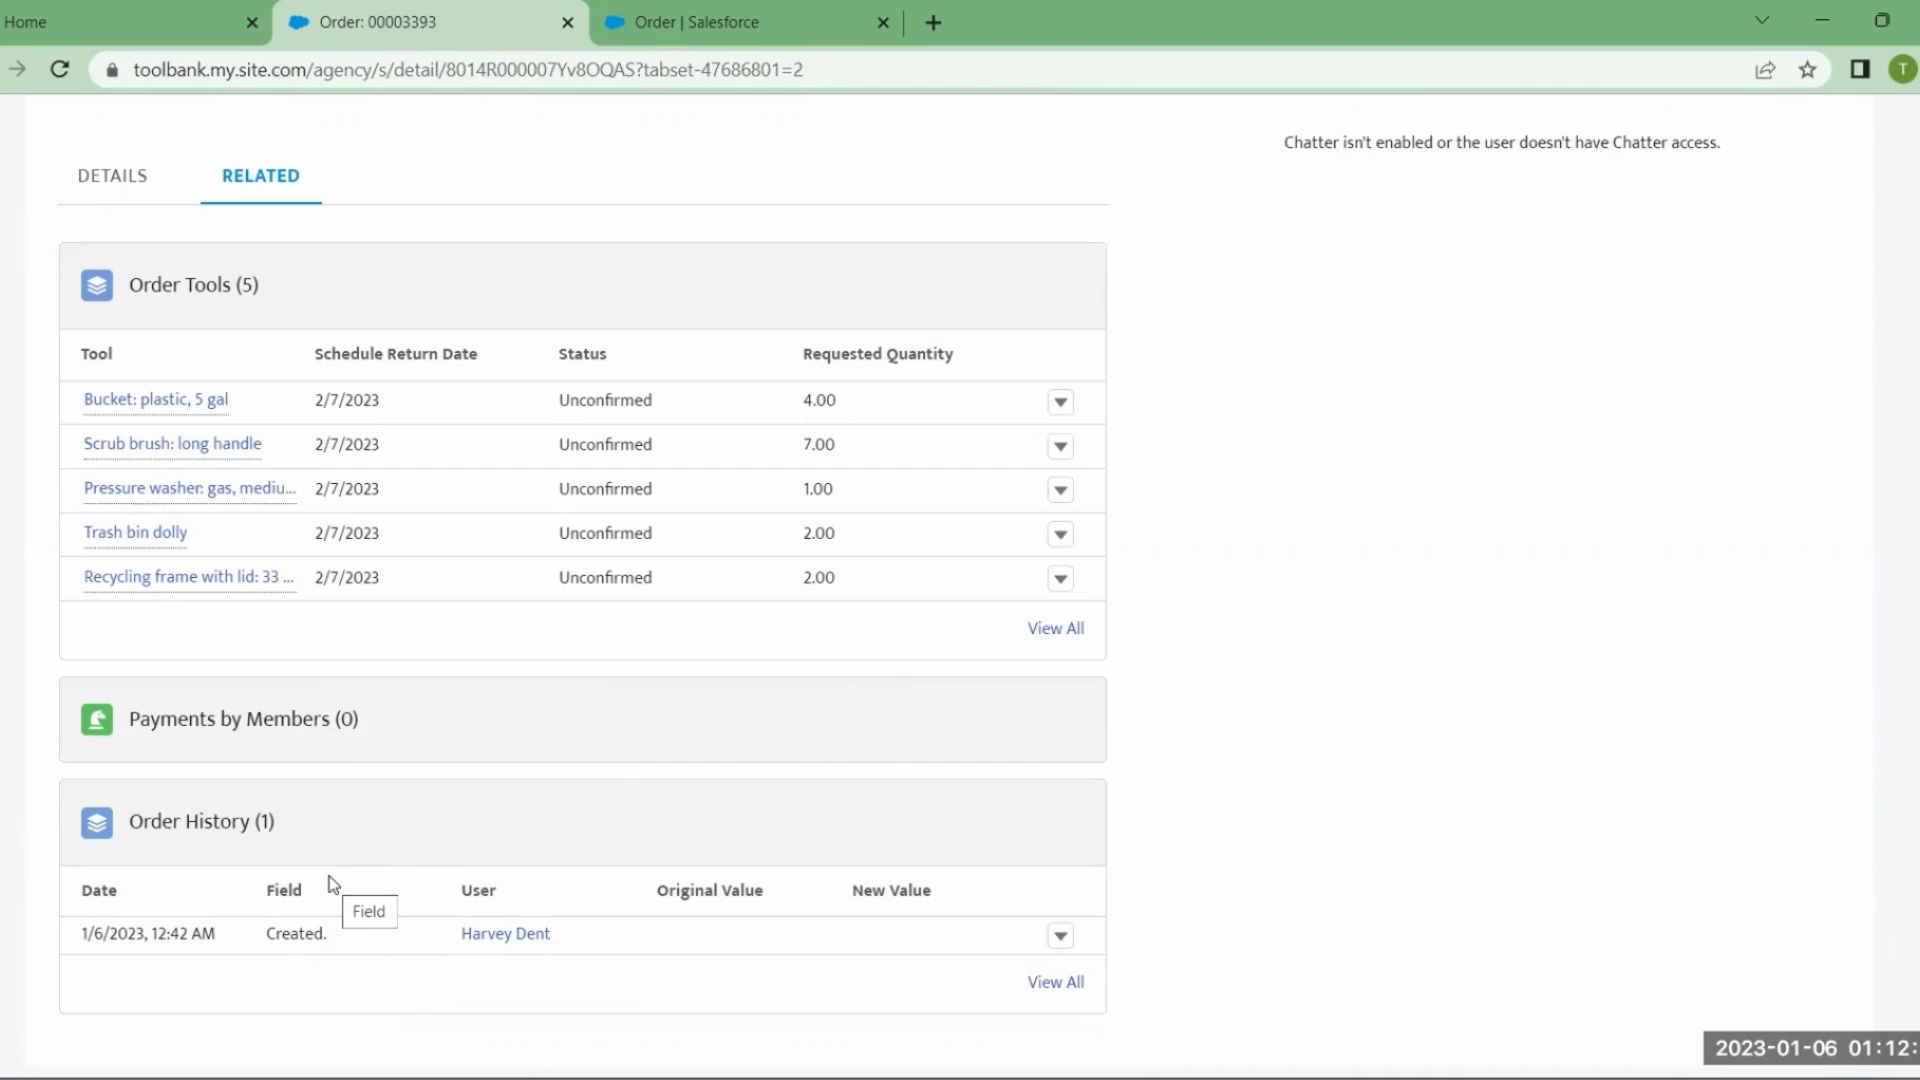 Home
Order: 00003393
Order | Salesforce
toolbank.my.site.com/agency/s/detail/8014R000007Yv8OQAS?tabset-47686801=2
T
Chatter isn't enabled or the user doesn't have Chatter access.
DETAILS
RELATED
Order Tools (5)
Tool Schedule Return Date Status Requested Quantity
Bucket: plastic, 5 gal 2/7/2023 Unconfirmed 4.00
Scrub brush: long handle 2/7/2023 Unconfirmed 7.00
Pressure washer: gas, mediu... 2/7/2023 Unconfirmed 1.00
Trash bin dolly 2/7/2023 Unconfirmed 2.00
Recycling frame with lid: 33 ... 2/7/2023 Unconfirmed 2.00
View All
Payments by Members (0)
Order History (1)
Date Field User Original Value New Value
Field
1/6/2023, 12:42 AM Created. Harvey Dent
View All
2023-01-06 01:12: